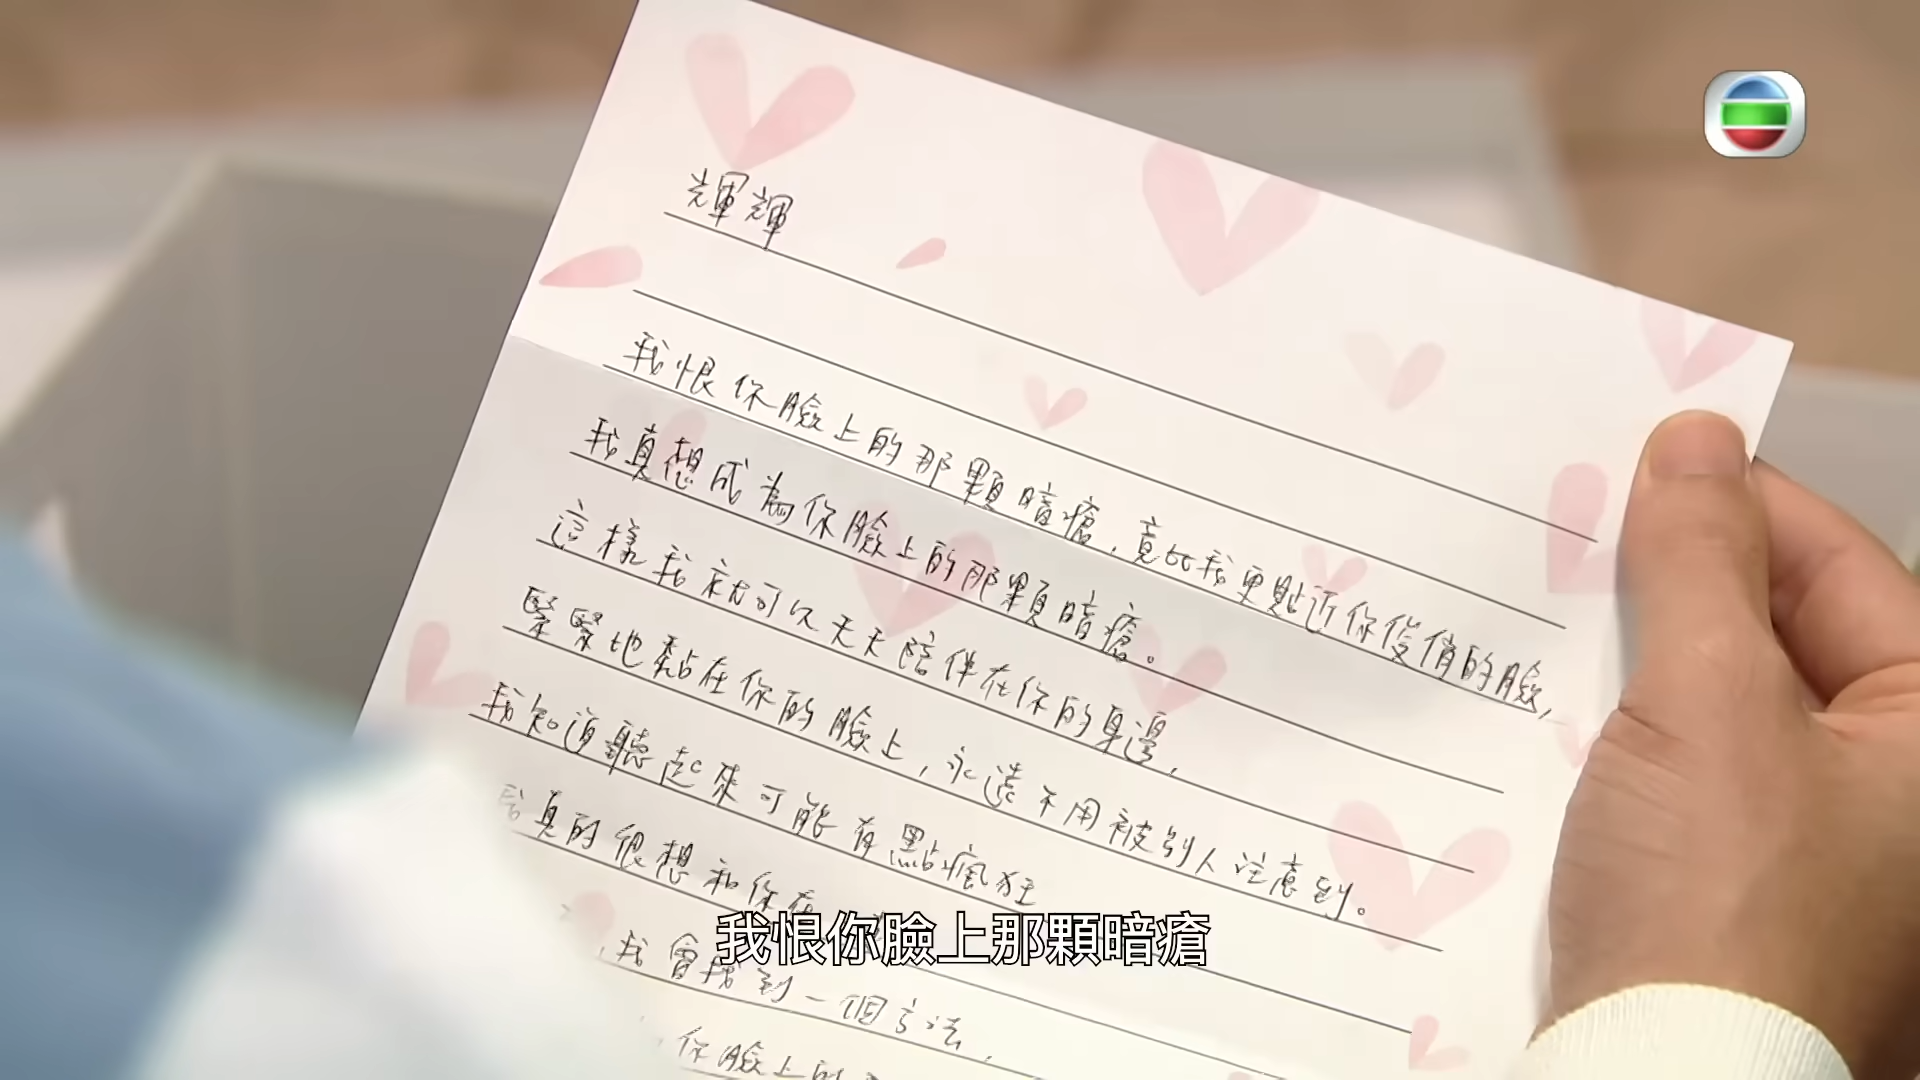 輝輝
我恨你臉上的那顆暗瘡，竟比我更貼近你俊俏的臉，
我真想成為你臉上的那顆暗瘡。
這樣我就可以天天陪伴在你的身邊，
緊緊地黏在你的臉上，永遠不用被別人注意到。
我知道聽起來可能有點瘋狂
我真的很想和你在
，我會找到一個方法，
你臉上的
我恨你臉上那顆暗瘡